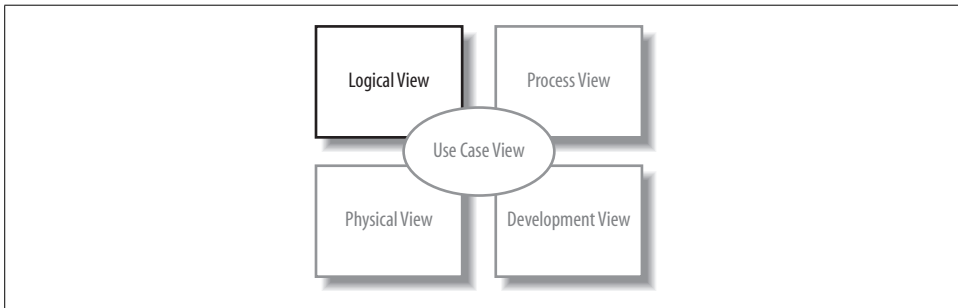 Logical View
Process View
Use Case View
Physical View
Development View